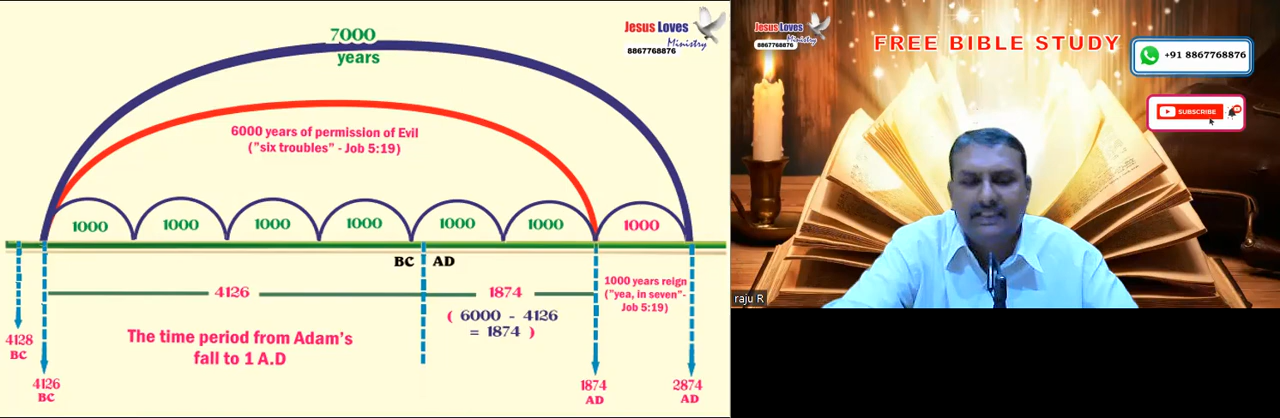 7000
years
Jesus Loves
Ministry
8867768876
6000 years of permission of Evil
("six troubles" - Job 5:19)
1000
1000
1000
1000
1000
1000
1000
BC
AD
4126
1874
( 6000 - 4126
= 1874 )
1000 years reign
("yea, in seven"-
Job 5:19)
The time period from Adam's
fall to 1 A.D
4128
BC
4126
BC
1874
AD
2874
AD
Jesus Loves
Ministry
8867768876
FREE BIBLE STUDY
+91 8867768876
SUBSCRIBE
raju R